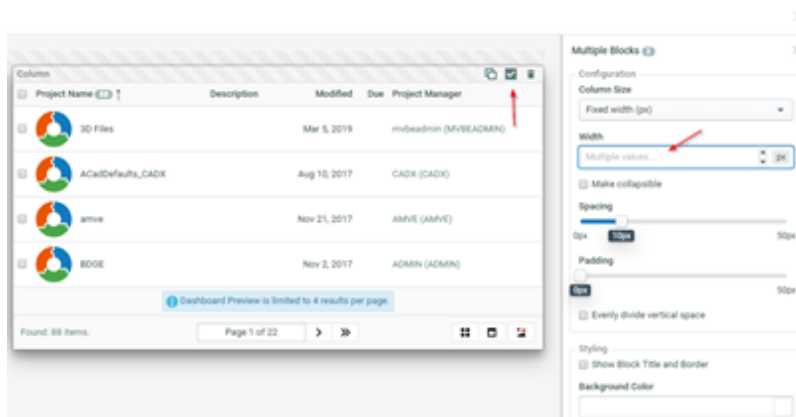 Multiple Blocks
Configuration
Column Size
Fixed width (px)
Width
Multiple values...
px
Make collapsible
Spacing
0px 10px 50px
Padding
0px 50px
Evenly divide vertical space
Styling
Show Block Title and Border
Background Color
Column
Project Name Description Modified Due Project Manager
3D Files Mar 5, 2019 mvbeadmin (MVBEADMIN)
ACadDefaults_CADX Aug 10, 2017 CADX (CADX)
amve Nov 21, 2017 AMVE (AMVE)
BDGE Nov 2, 2017 ADMIN (ADMIN)
Dashboard Preview is limited to 4 results per page.
Found: 88 items. Page 1 of 22